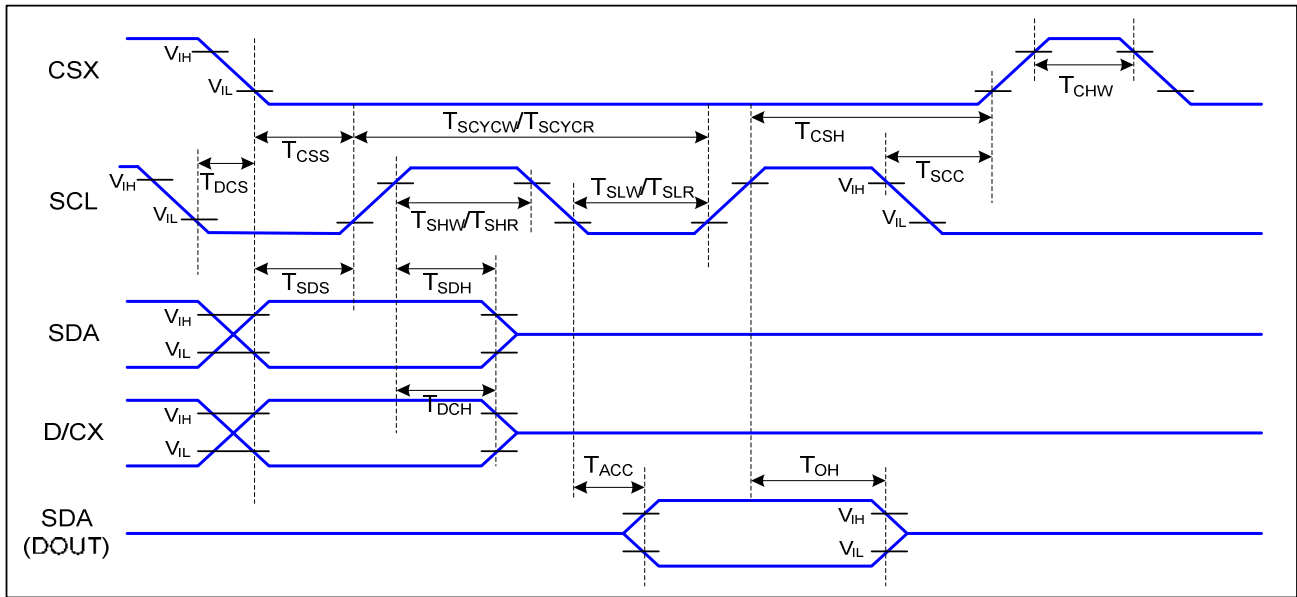 CSX
VIH
VIL
TCHW
TSCYCW/TSCYCR
TCSH
TCSS
TDCS
TSCC
SCL
VIH
VIL
TSLW/TSLR
VIH
VIL
TSHW/TSHR
TSDS
TSDH
SDA
VIH
VIL
TDCH
D/CX
VIH
VIL
TACC
TOH
SDA
(DOUT)
VIH
VIL